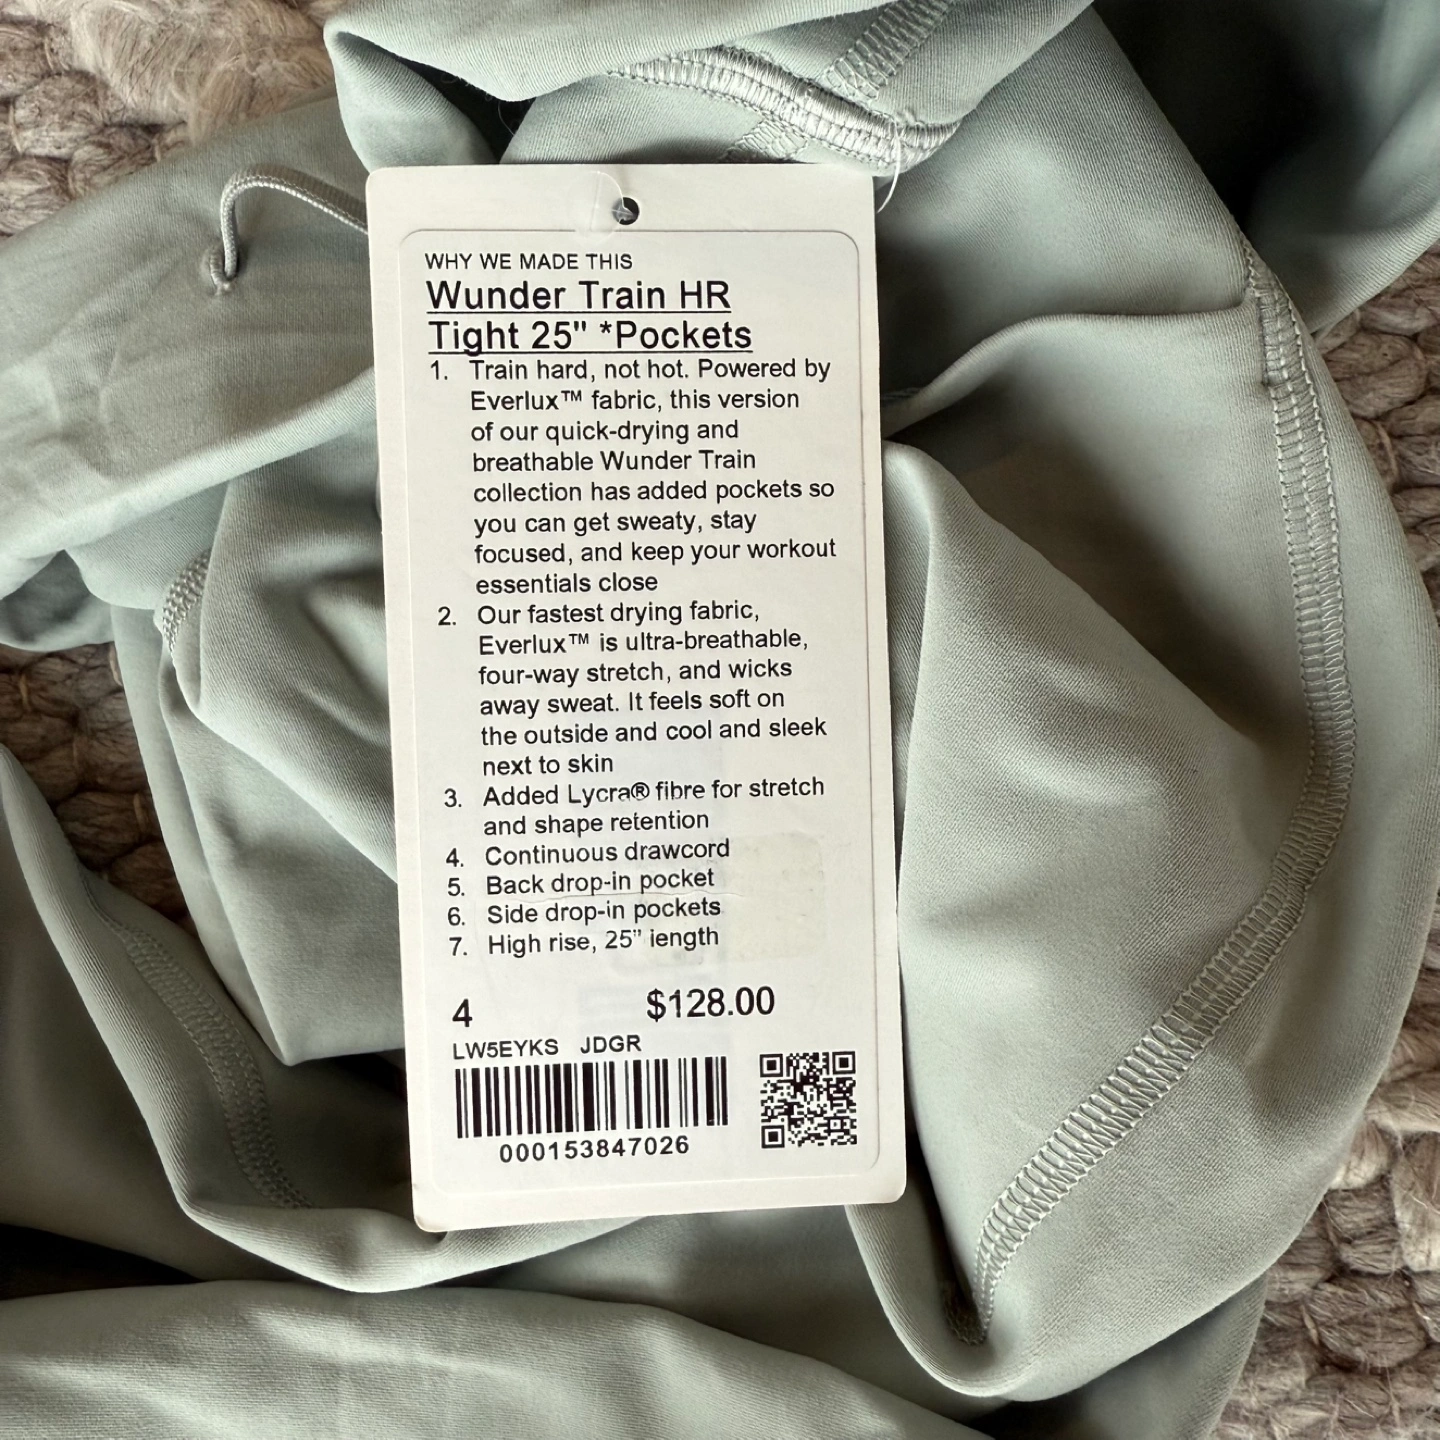 WHY WE MADE THIS
Wunder Train HR
Tight 25" *Pockets
1. Train hard, not hot. Powered by
Everlux™ fabric, this version
of our quick-drying and
breathable Wunder Train
collection has added pockets so
you can get sweaty, stay
focused, and keep your workout
essentials close
2. Our fastest drying fabric,
Everlux™ is ultra-breathable,
four-way stretch, and wicks
away sweat. It feels soft on
the outside and cool and sleek
next to skin
3. Added Lycra® fibre for stretch
and shape retention
4. Continuous drawcord
5. Back drop-in pocket
6. Side drop-in pockets
7. High rise, 25" length
4 $128.00
LW5EYKS JDGR
000153847026